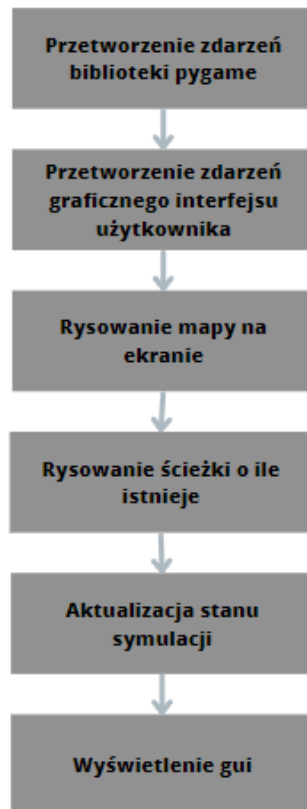 Przetworzenie zdarzeń
biblioteki pygame
Przetworzenie zdarzeń
graficznego interfejsu
użytkownika
Rysowanie mapy na
ekranie
Rysowanie ścieżki o ile
istnieje
Aktualizacja stanu
symulacji
Wyświetlenie gui